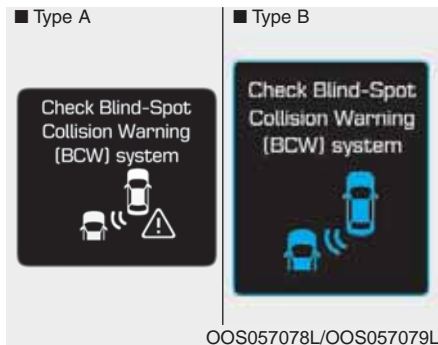 ■ Type A
Check Blind-Spot
Collision Warning
(BCW) system
■ Type B
Check Blind-Spot
Collision Warning
(BCW) system
OOS057078L/OOS057079L